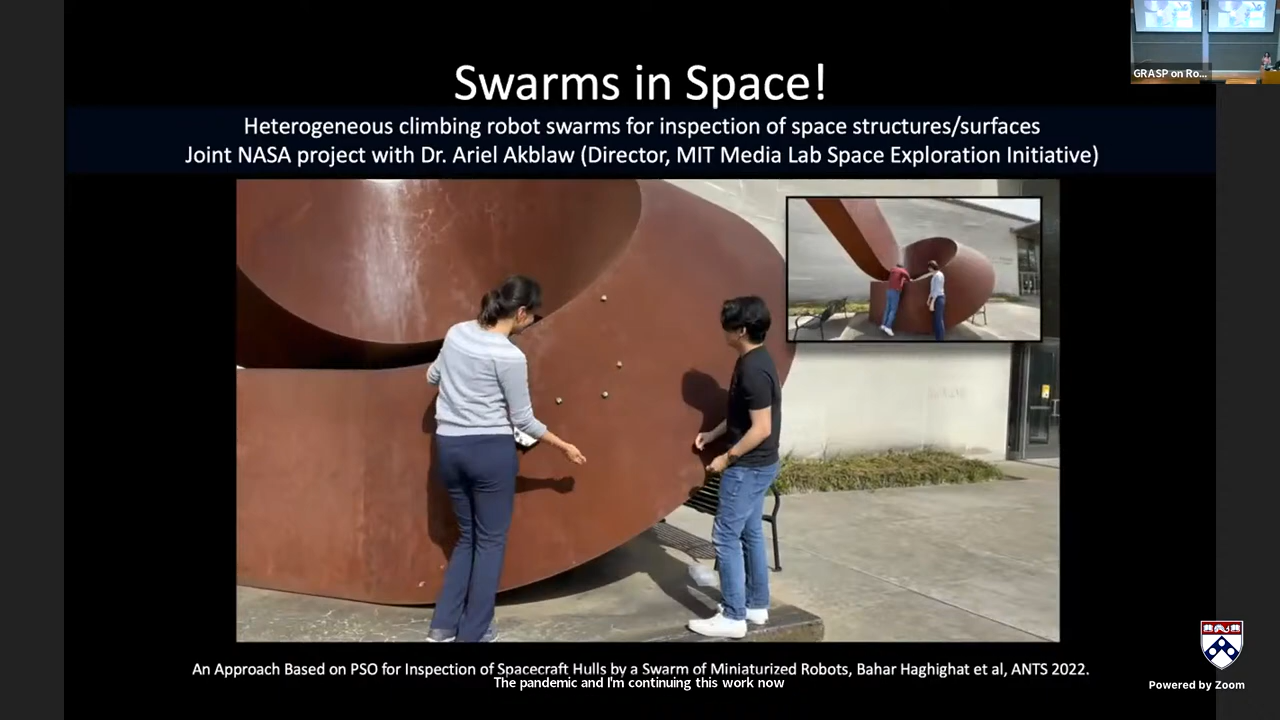 GRASP on Ro...
Swarms in Space!
Heterogeneous climbing robot swarms for inspection of space structures/surfaces
Joint NASA project with Dr. Ariel Akblaw (Director, MIT Media Lab Space Exploration Initiative)
An Approach Based on PSO for Inspection of Spacecraft Hulls by a Swarm of Miniaturized Robots, Bahar Haghighat et al, ANTS 2022.
The pandemic and I'm continuing this work now
Powered by Zoom